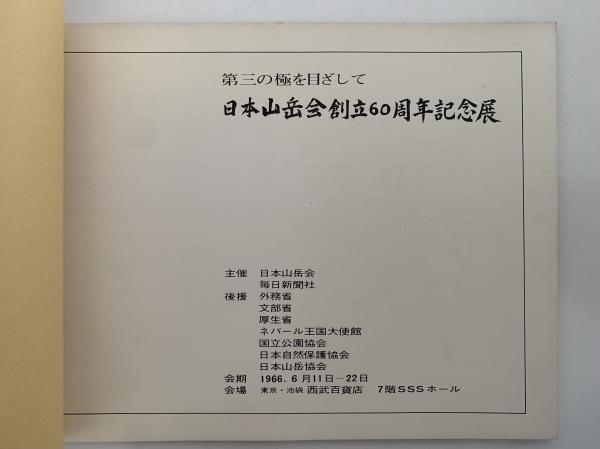 第三の極を目ざして
日本山岳会創立60周年記念展
主催 日本山岳会
毎日新聞社
後援 外務省
文部省
厚生省
ネパール王国大使館
国立公園協会
日本自然保護協会
日本山岳協会
会期 1966. 6月11日—22日
会場 東京・池袋 西武百貨店 7階SSSホール